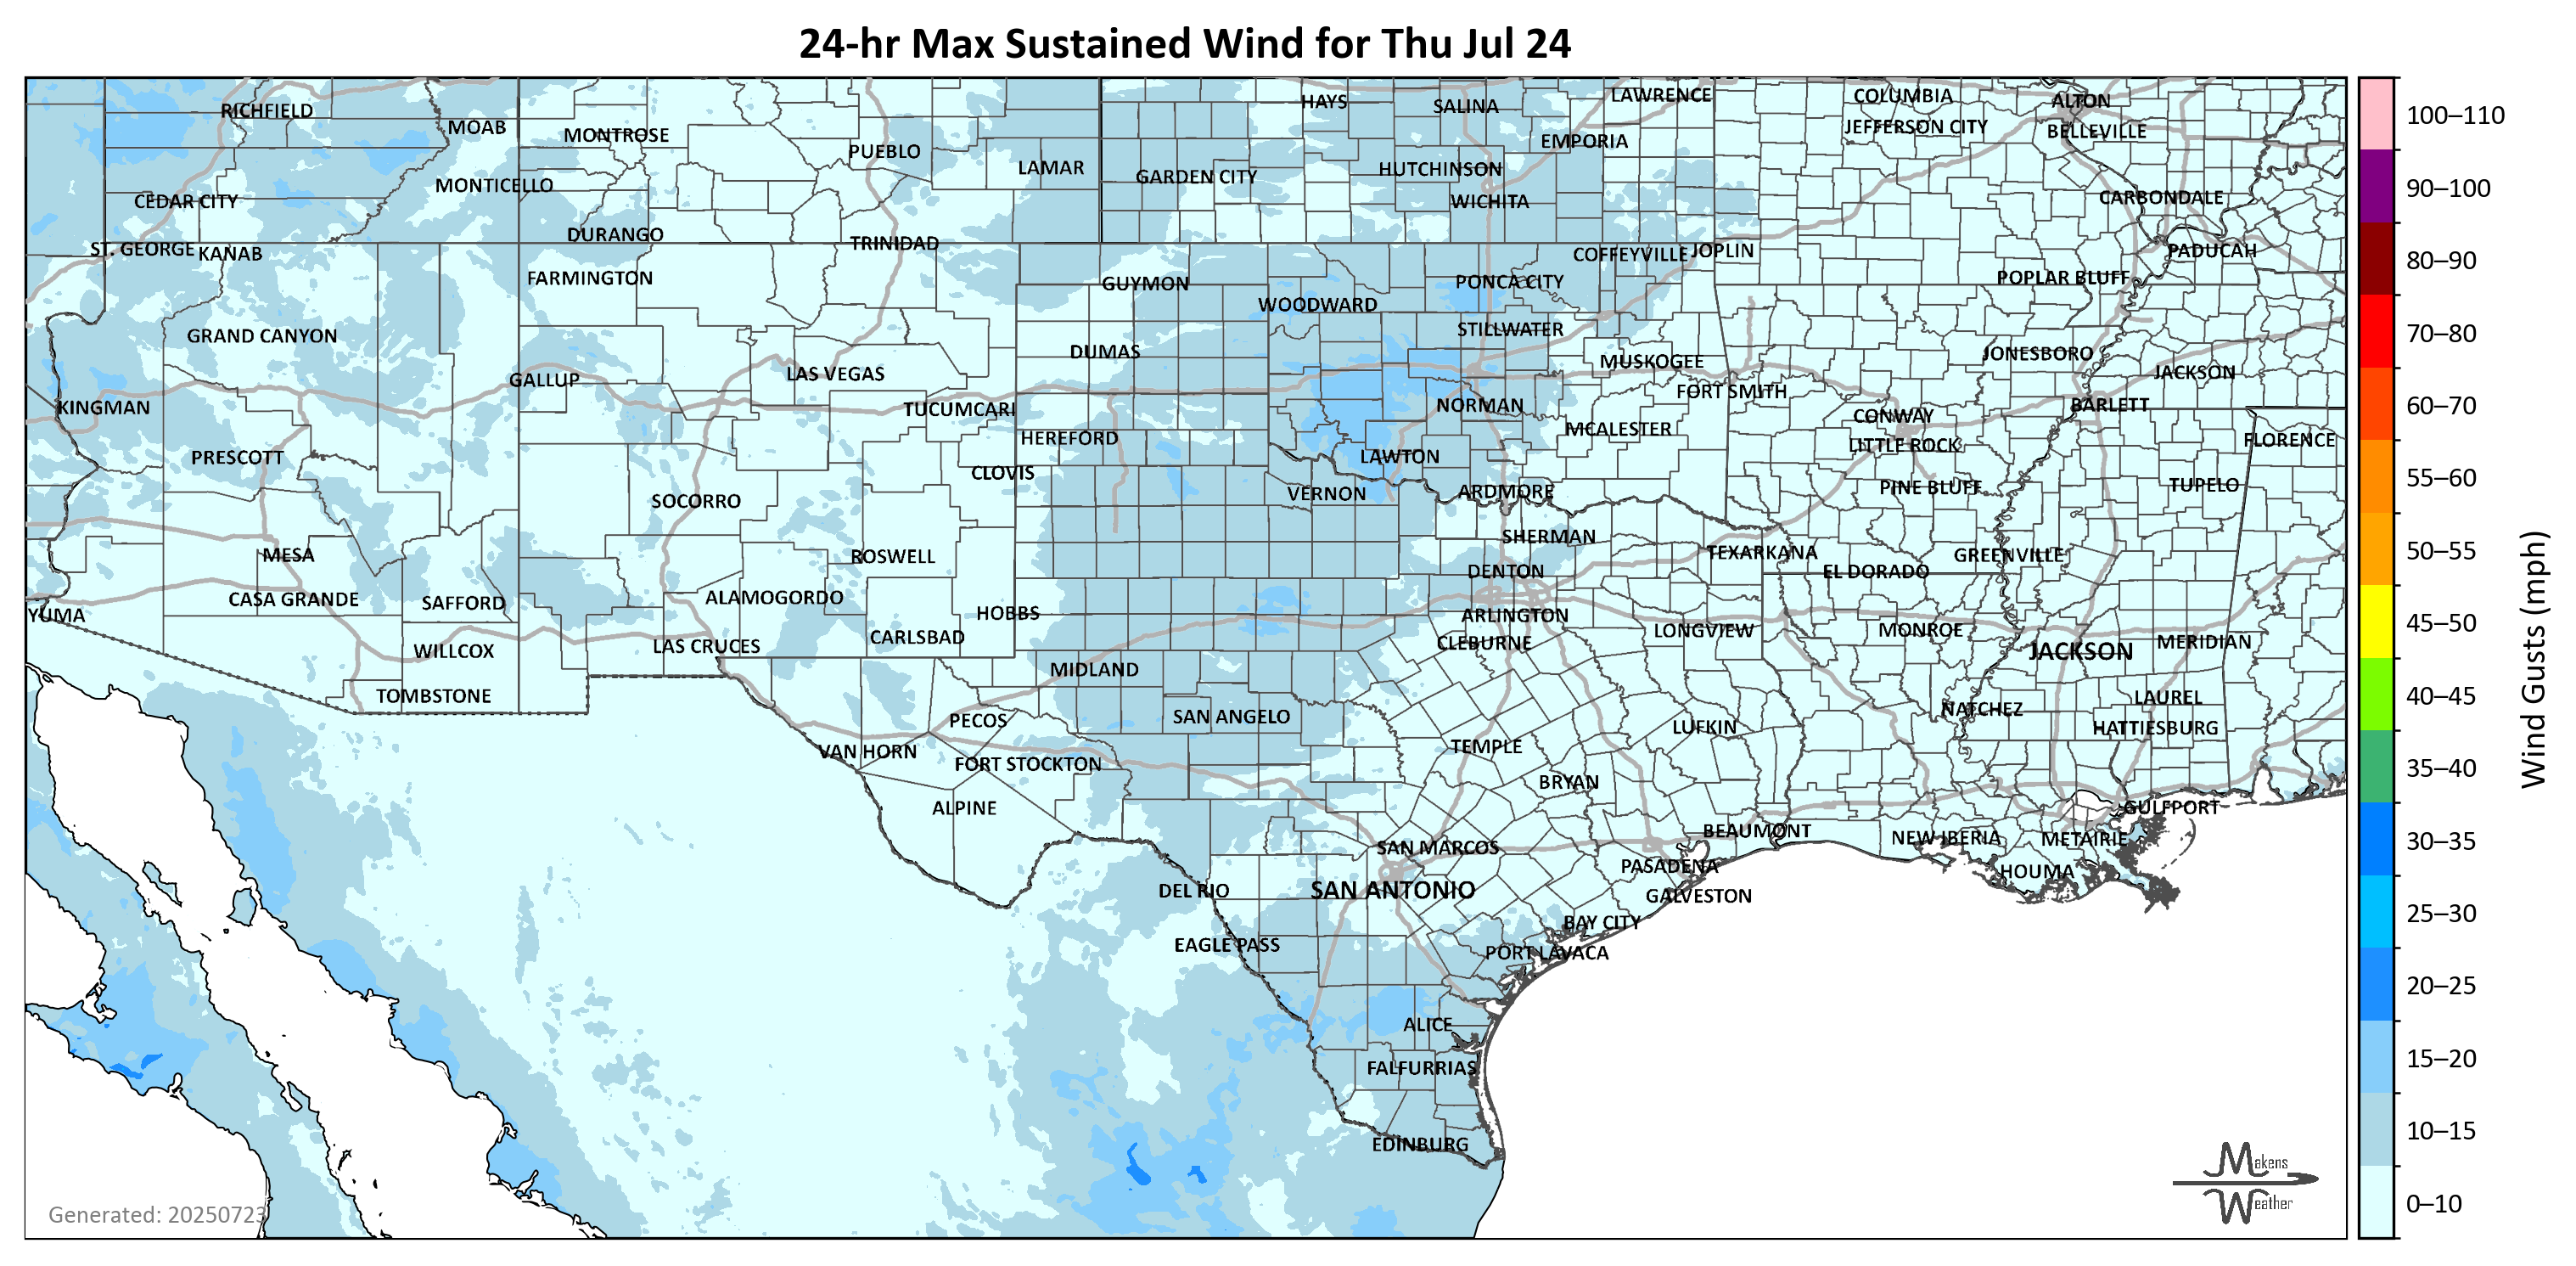 24-hr Max Sustained Wind for Thu Jul 24
RICHFIELD
MOAB
MONTROSE
PUEBLO
LAMAR
HAYS
SALINA
LAWRENCE
COLUMBIA
ALTON
JEFFERSON CITY
BELLEVILLE
EMPORIA
GARDEN CITY
HUTCHINSON
WICHITA
CARBONDALE
MONTICELLO
CEDAR CITY
DURANGO
TRINIDAD
ST. GEORGE
KANAB
FARMINGTON
GUYMON
WOODWARD
PONCA CITY
COFFEYVILLE
JOPLIN
POPLAR BLUFF
PADUCAH
GRAND CANYON
DUMAS
STILLWATER
MUSKOGEE
JONESBORO
JACKSON
GALLUP
LAS VEGAS
KINGMAN
TUCUMCARI
NORMAN
FORT SMITH
CONWAY
BARLETT
HEREFORD
MCALESTER
LITTLE ROCK
FLORENCE
PRESCOTT
CLOVIS
LAWTON
VERNON
ARDMORE
PINE BLUFF
TUPELO
SOCORRO
MESA
ROSWELL
SHERMAN
TEXARKANA
GREENVILLE
DENTON
EL DORADO
CASA GRANDE
SAFFORD
ALAMOGORDO
HOBBS
YUMA
ARLINGTON
CLEBURNE
LONGVIEW
MONROE
MERIDIAN
WILLCOX
LAS CRUCES
CARLSBAD
JACKSON
MIDLAND
TOMBSTONE
PECOS
SAN ANGELO
LAUREL
NATCHEZ
HATTIESBURG
LUFKIN
TEMPLE
VAN HORN
FORT STOCKTON
BRYAN
ALPINE
GULFPORT
BEAUMONT
NEW IBERIA
METAIRIE
SAN MARCOS
PASADENA
HOUMA
DEL RIO
SAN ANTONIO
GALVESTON
BAY CITY
EAGLE PASS
PORT LAVACA
ALICE
FALFURRIAS
EDINBURG
Generated: 20250723
Makens
Weather
100–110
90–100
80–90
70–80
60–70
55–60
50–55
45–50
40–45
35–40
30–35
25–30
20–25
15–20
10–15
0–10
Wind Gusts (mph)